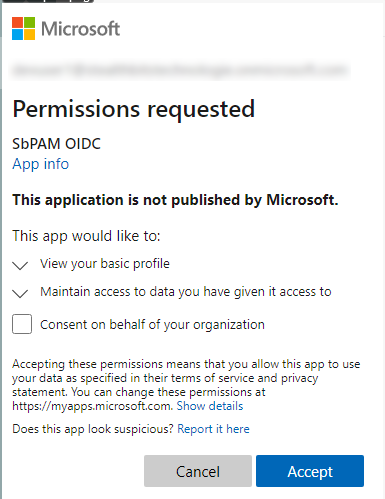 Microsoft
Permissions requested
SbPAM OIDC
App info
This application is not published by Microsoft.
This app would like to:
View your basic profile
Maintain access to data you have given it access to
Consent on behalf of your organization
Accepting these permissions means that you allow this app to use
your data as specified in their terms of service and privacy
statement. You can change these permissions at
https://myapps.microsoft.com. Show details
Does this app look suspicious? Report it here
Cancel Accept